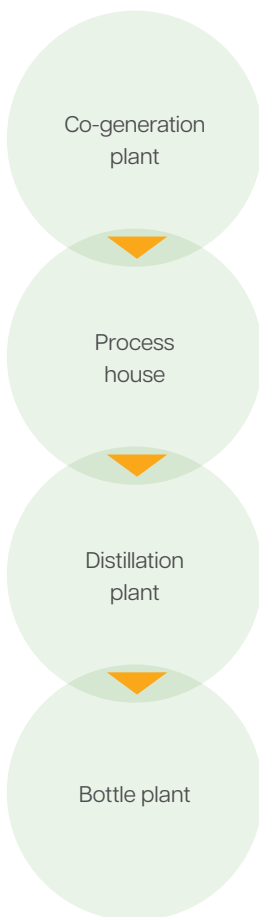 Co-generation
plant
Process
house
Distillation
plant
Bottle plant